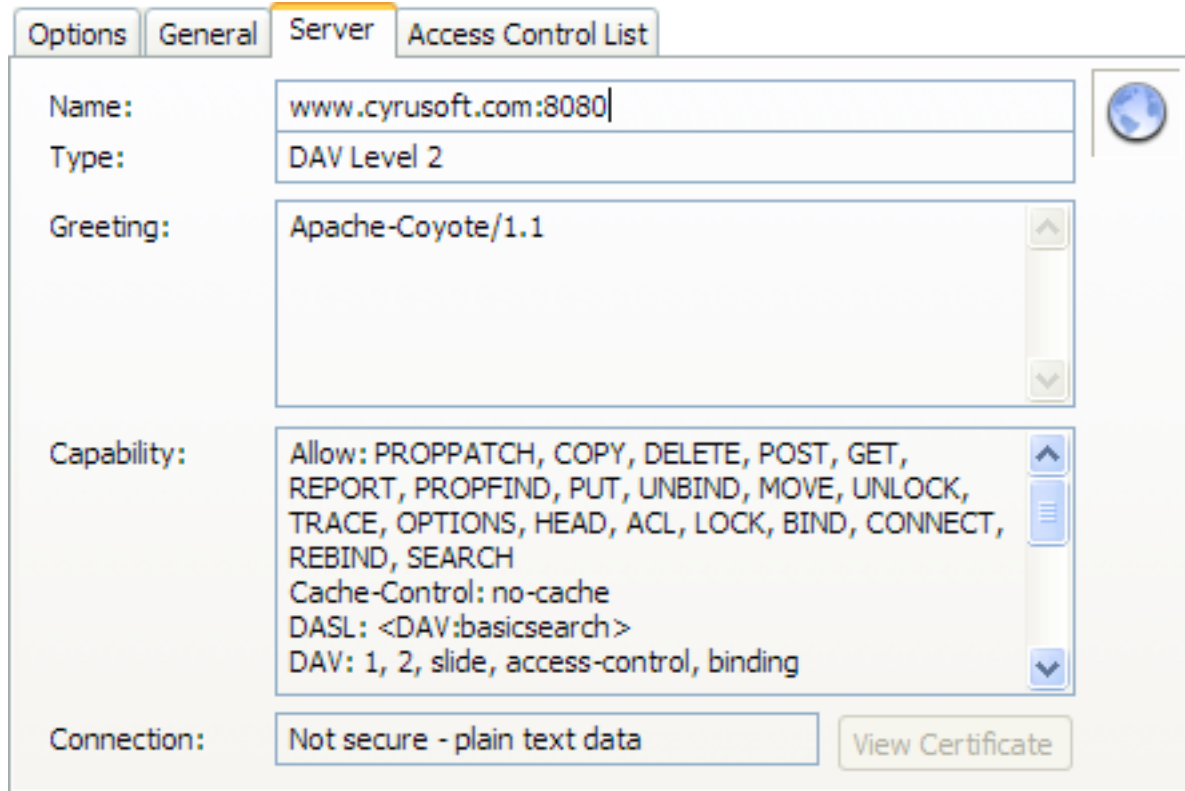 Options General Server Access Control List
Name: www.cyrusoft.com:8080
Type: DAV Level 2
Greeting: Apache-Coyote/1.1
Capability: Allow: PROPPATCH, COPY, DELETE, POST, GET,
REPORT, PROPFIND, PUT, UNBIND, MOVE, UNLOCK,
TRACE, OPTIONS, HEAD, ACL, LOCK, BIND, CONNECT,
REBIND, SEARCH
Cache-Control: no-cache
DASL: <DAV:basicsearch>
DAV: 1, 2, slide, access-control, binding
Connection: Not secure - plain text data View Certificate